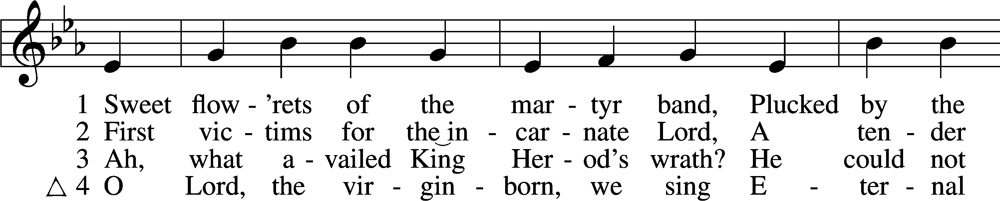 1 Sweet flow - ’rets of the mar - tyr band, Plucked by the
2 First vic - tims for the in - car - nate Lord, A ten - der
3 Ah, what a - vailed King Her - od’s wrath? He could not
△ 4 O Lord, the vir - gin - born, we sing E - ter - nal